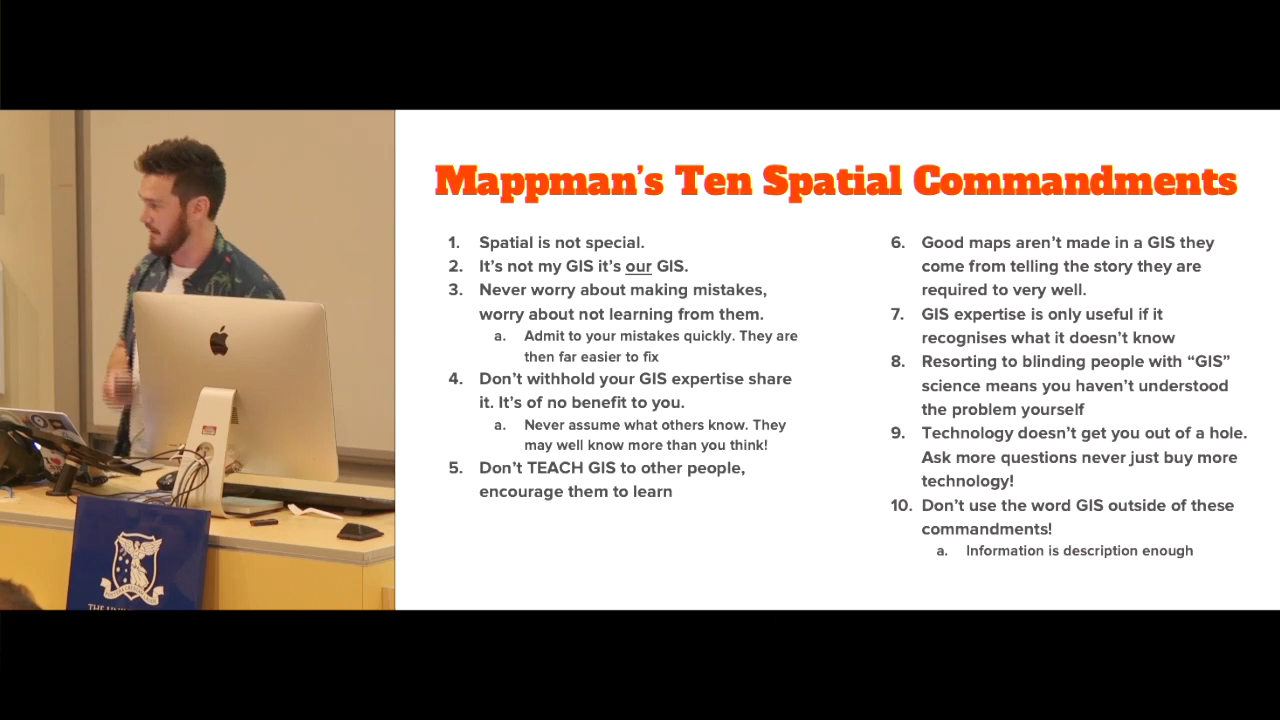 Mappman's Ten Spatial Commandments
1. Spatial is not special.
2. It's not my GIS it's our GIS.
3. Never worry about making mistakes,
worry about not learning from them.
a. Admit to your mistakes quickly. They are
then far easier to fix
4. Don't withhold your GIS expertise share
it. It's of no benefit to you.
a. Never assume what others know. They
may well know more than you think!
5. Don't TEACH GIS to other people,
encourage them to learn
6. Good maps aren't made in a GIS they
come from telling the story they are
required to very well.
7. GIS expertise is only useful if it
recognises what it doesn't know
8. Resorting to blinding people with “GIS”
science means you haven't understood
the problem yourself
9. Technology doesn't get you out of a hole.
Ask more questions never just buy more
technology!
10. Don't use the word GIS outside of these
commandments!
a. Information is description enough
THE